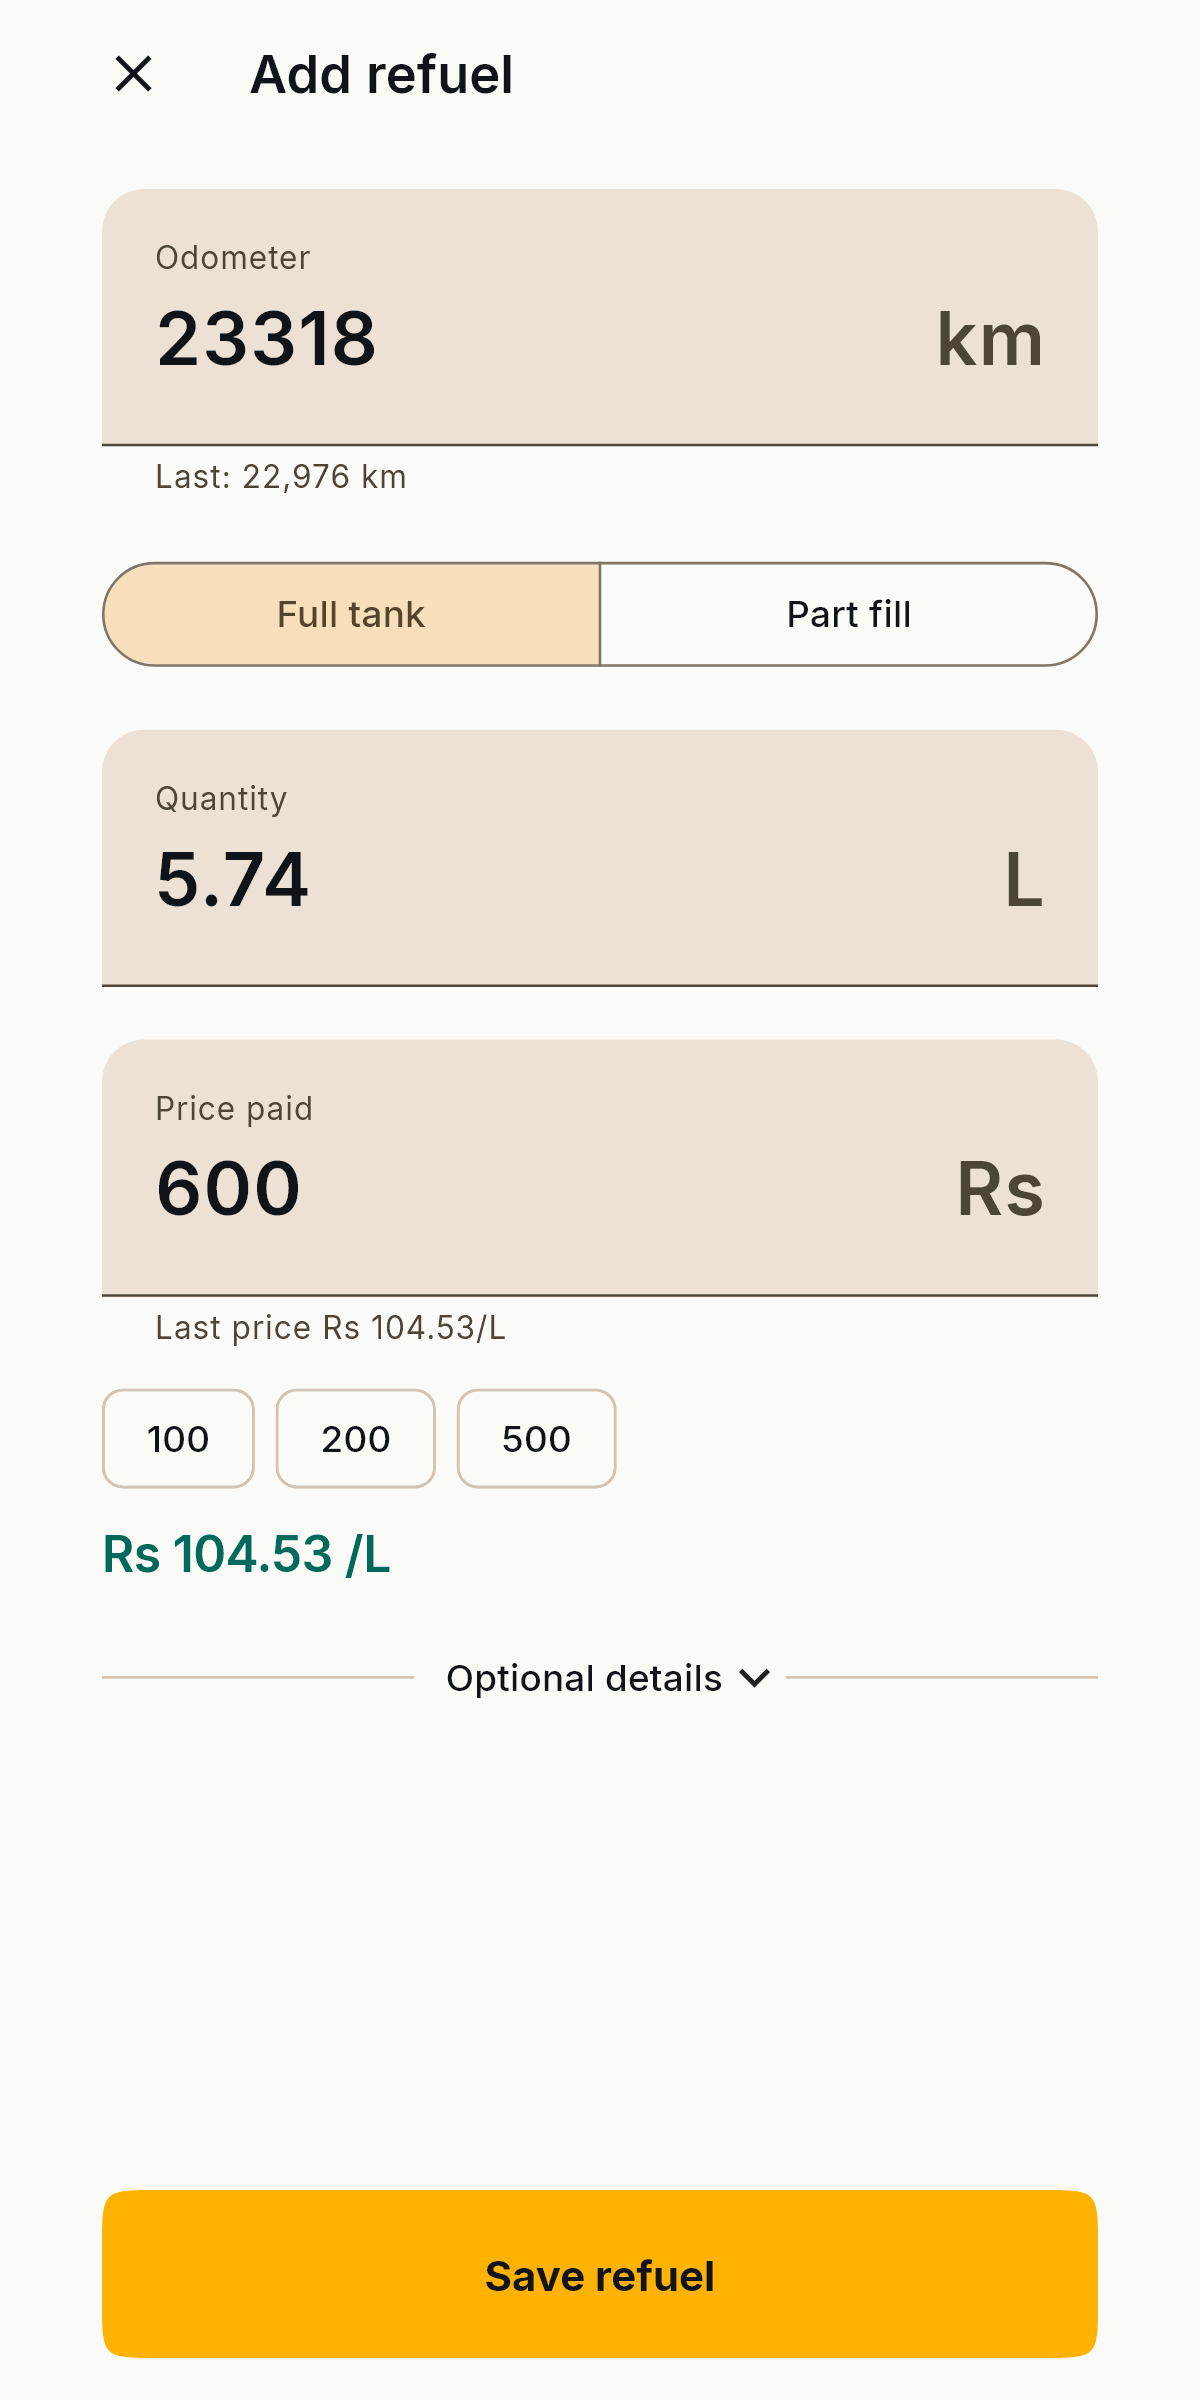 Add refuel
Odometer
23318 km
Last: 22,976 km
Full tank Part fill
Quantity
5.74 L
Price paid
600 Rs
Last price Rs 104.53/L
100 200 500
Rs 104.53 /L
Optional details
Save refuel